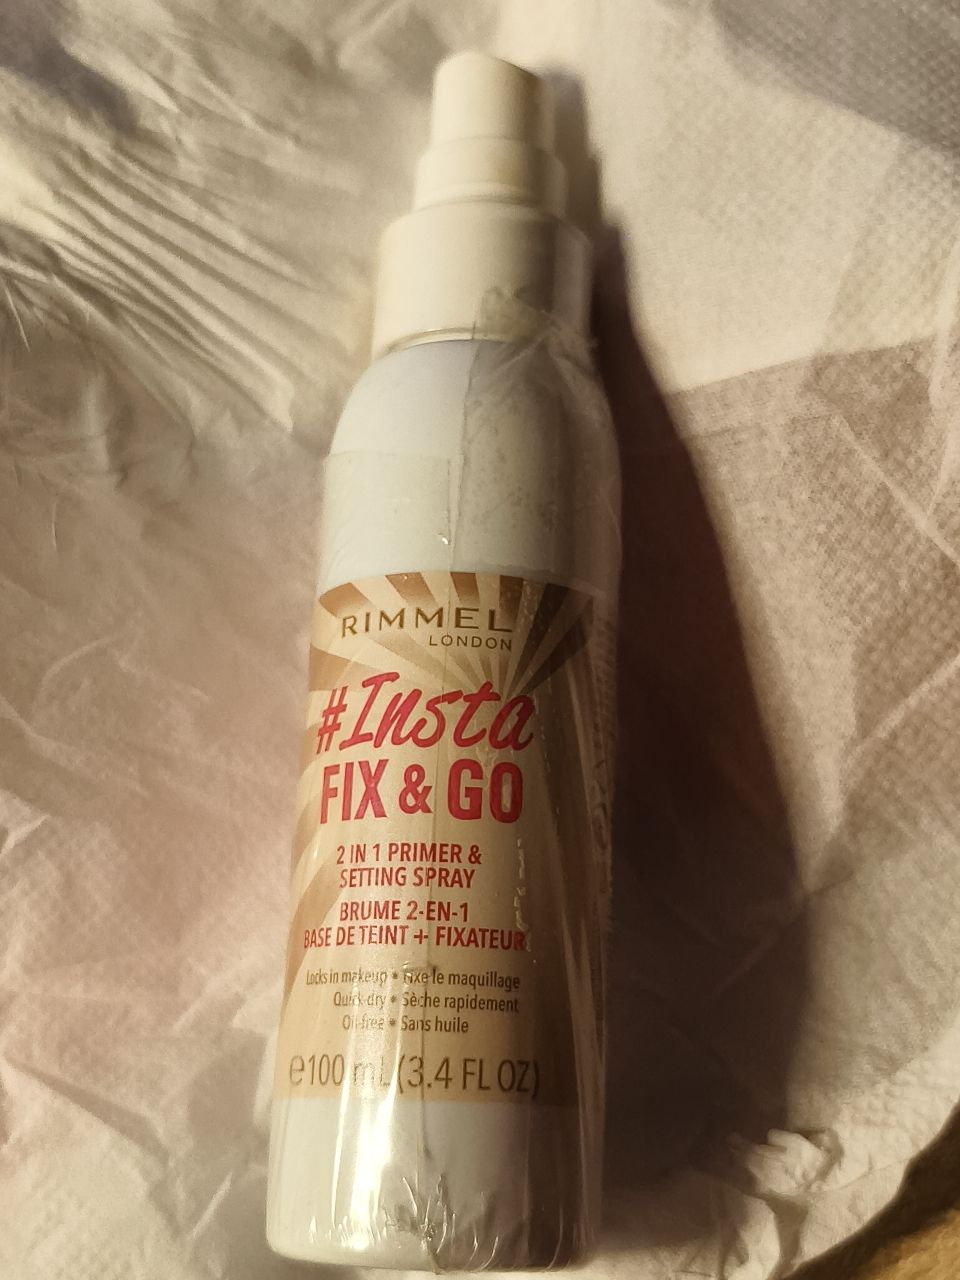 RIMMEL
LONDON
#Insta
FIX & GO
2 IN 1 PRIMER &
SETTING SPRAY
BRUME 2-EN-1
BASE DE TEINT + FIXATEUR
Locks in makeup • Fixe le maquillage
Quick-dry • Sèche rapidement
Oil-free • Sans huile
℮100 mL (3.4 FL OZ)